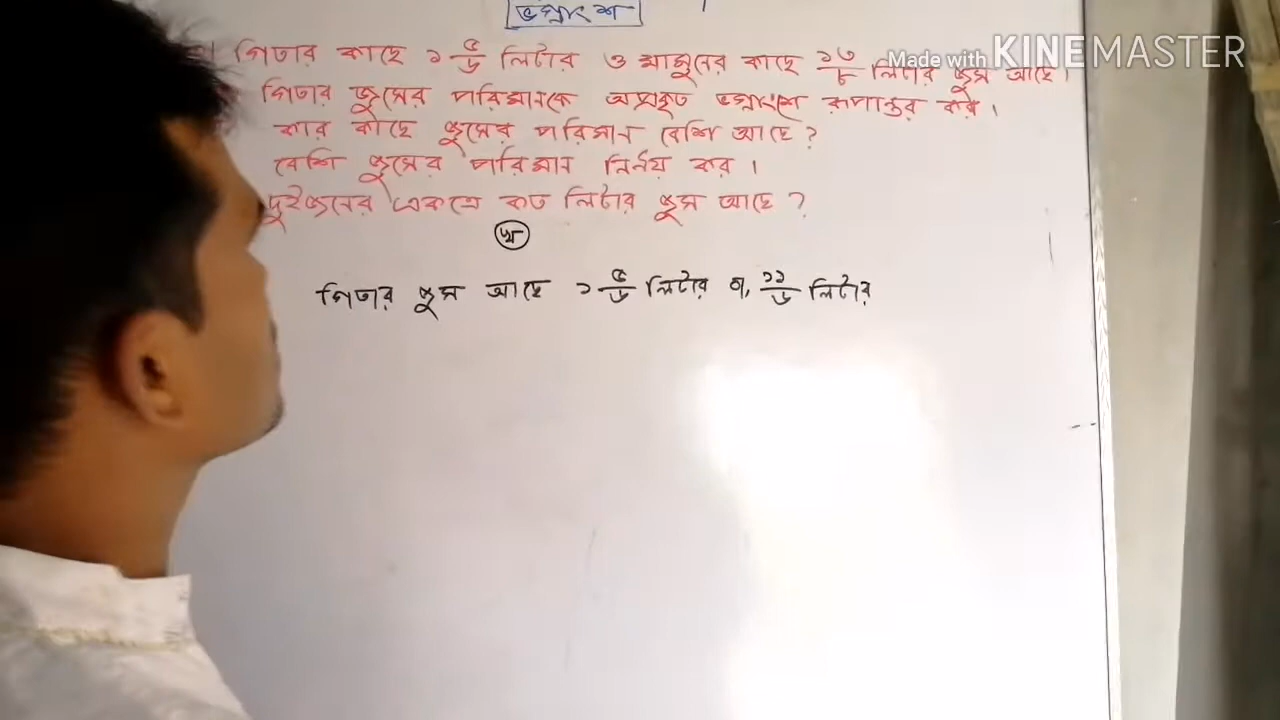 ভগ্নাংশ
মিতার কাছে ১ ৫/৬ লিটার ও মামুনের কাছে ১৩/৮ লিটার জুস আছে।
Made with KINEMASTER
মিতার জুসের পরিমানকে অপ্রকৃত ভগ্নাংশে রূপান্তর কর।
কার কাছে জুসের পরিমান বেশি আছে?
বেশি জুসের পরিমান নির্নয় কর।
দুইজনের একত্রে কত লিটার জুস আছে?
খ
মিতার জুস আছে ১ ৫/৬ লিটার বা, ১১/৬ লিটার